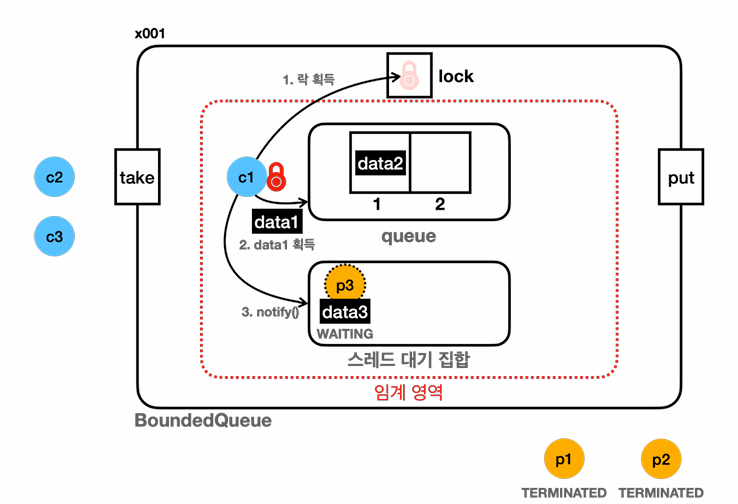 x001
1. 락 획득
lock
c1
data2
1 2
queue
take
c2
c3
put
data1
2. data1 획득
3. notify()
p3
data3
WAITING
스레드 대기 집합
임계 영역
BoundedQueue
p1
p2
TERMINATED
TERMINATED